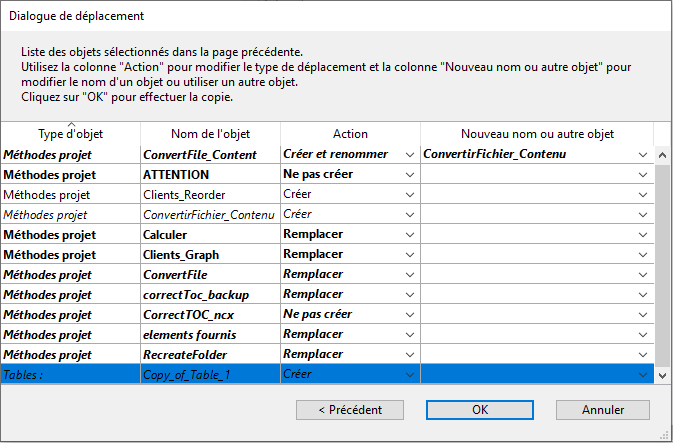 Dialogue de déplacement
Liste des objets sélectionnés dans la page précédente.
Utilisez la colonne "Action" pour modifier le type de déplacement et la colonne "Nouveau nom ou autre objet" pour
modifier le nom d'un objet ou utiliser un autre objet.
Cliquez sur "OK" pour effectuer la copie.
Type d'objet Nom de l'objet Action Nouveau nom ou autre objet
Méthodes projet ConvertFile_Content Créer et renommer ConvertirFichier_Contenu
Méthodes projet ATTENTION Ne pas créer
Méthodes projet Clients_Reorder Créer
Méthodes projet ConvertirFichier_Contenu Créer
Méthodes projet Calculer Remplacer
Méthodes projet Clients_Graph Remplacer
Méthodes projet ConvertFile Remplacer
Méthodes projet correctToc_backup Remplacer
Méthodes projet CorrectTOC_ncx Ne pas créer
Méthodes projet elements fournis Remplacer
Méthodes projet RecreateFolder Remplacer
Tables : Copy_of_Table_1 Créer
< Précédent OK Annuler